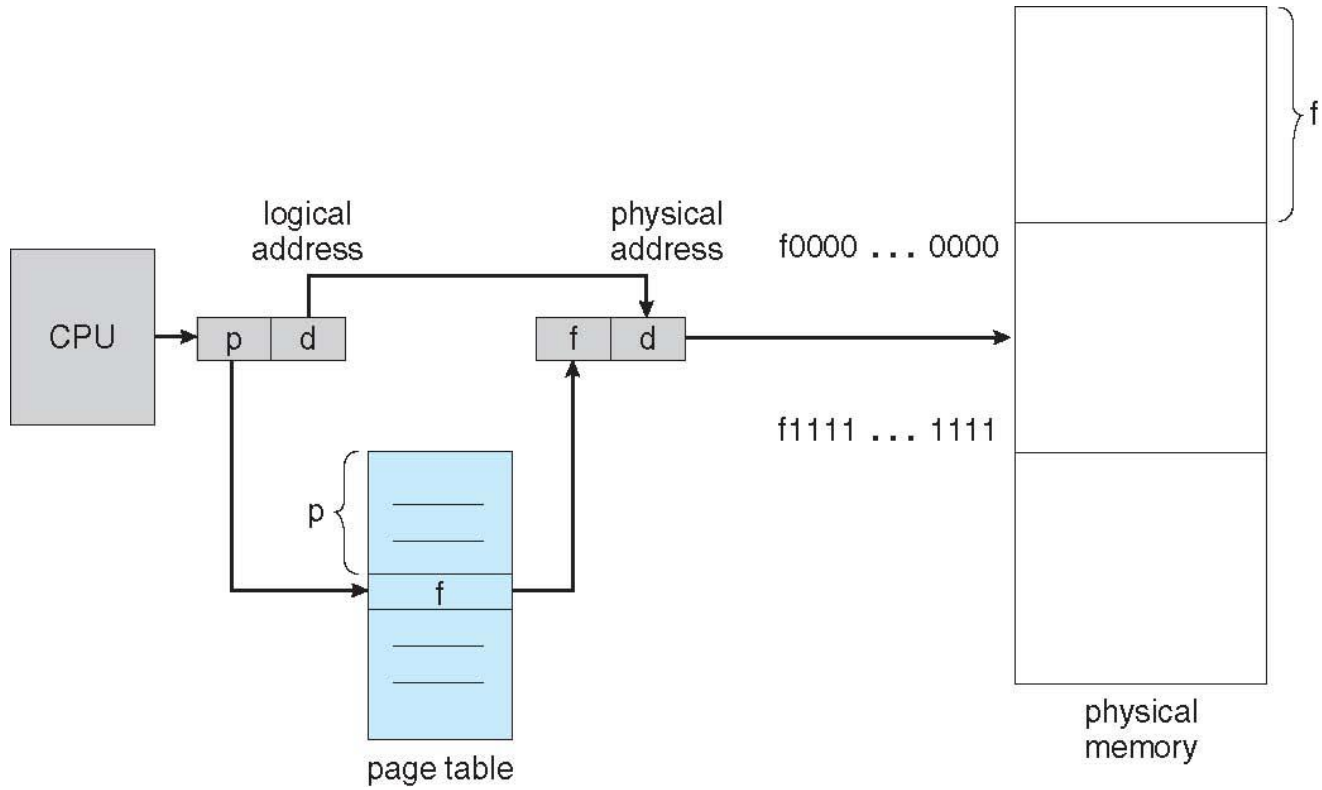 logical
address
physical
address
f0000 ... 0000
f
CPU
p
d
f
d
f1111 ... 1111
p
f
page table
physical
memory